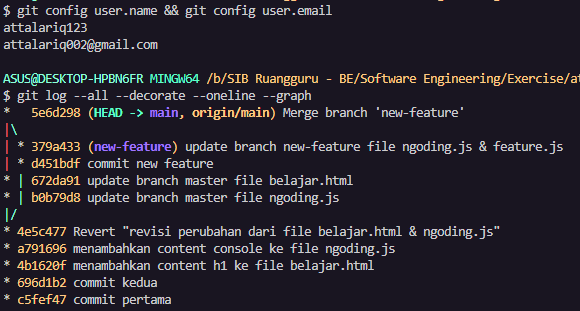 $ git config user.name && git config user.email
attalariq123
attalariq002@gmail.com
ASUS@DESKTOP-HPBN6FR MINGW64 /b/SIB Ruangguru - BE/Software Engineering/Exercise/at
$ git log --all --decorate --oneline --graph
*   5e6d298 (HEAD -> main, origin/main) Merge branch 'new-feature'
|\
| * 379a433 (new-feature) update branch new-feature file ngoding.js & feature.js
| * d451bdf commit new feature
* | 672da91 update branch master file belajar.html
* | b0b79d8 update branch master file ngoding.js
|/
* 4e5c477 Revert "revisi perubahan dari file belajar.html & ngoding.js"
* a791696 menambahkan content console ke file ngoding.js
* 4b1620f menambahkan content h1 ke file belajar.html
* 696d1b2 commit kedua
* c5fef47 commit pertama